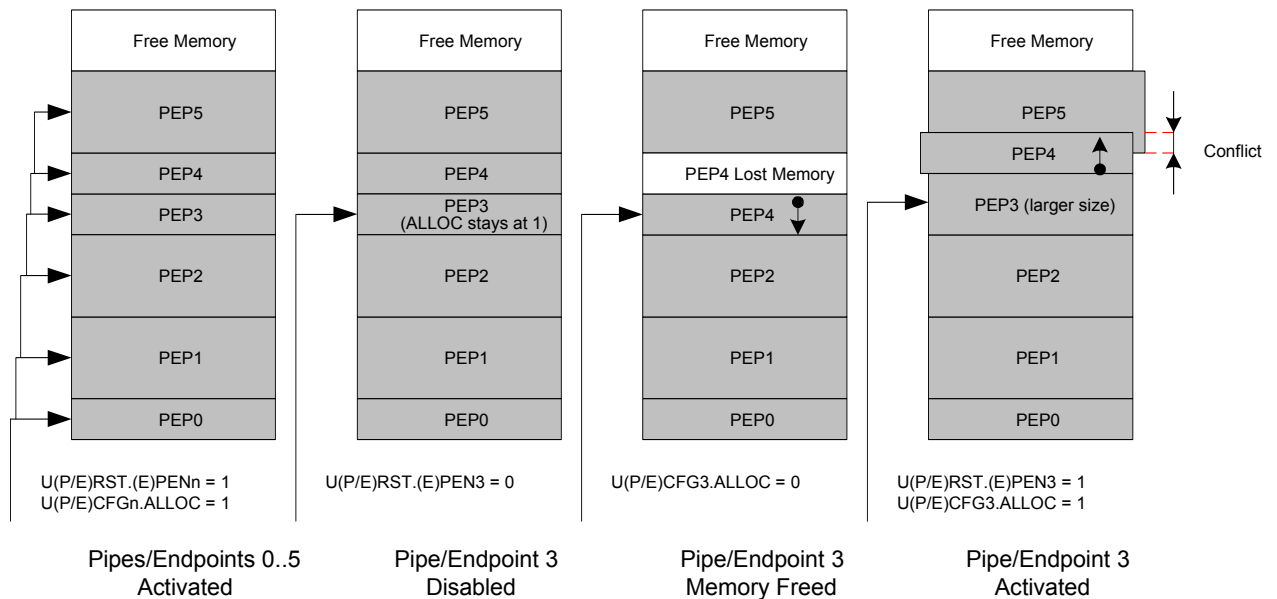 Free Memory
PEP5
PEP4
PEP3
PEP2
PEP1
PEP0
U(P/E)RST.(E)PENn = 1
U(P/E)CFGn.ALLOC = 1
Pipes/Endpoints 0..5
Activated
Free Memory
PEP5
PEP4
PEP3
(ALLOC stays at 1)
PEP2
PEP1
PEP0
U(P/E)RST.(E)PEN3 = 0
Pipe/Endpoint 3
Disabled
Free Memory
PEP5
PEP4 Lost Memory
PEP4
PEP2
PEP1
PEP0
U(P/E)CFG3.ALLOC = 0
Pipe/Endpoint 3
Memory Freed
Free Memory
PEP5
PEP4
Conflict
PEP3 (larger size)
PEP2
PEP1
PEP0
U(P/E)RST.(E)PEN3 = 1
U(P/E)CFG3.ALLOC = 1
Pipe/Endpoint 3
Activated